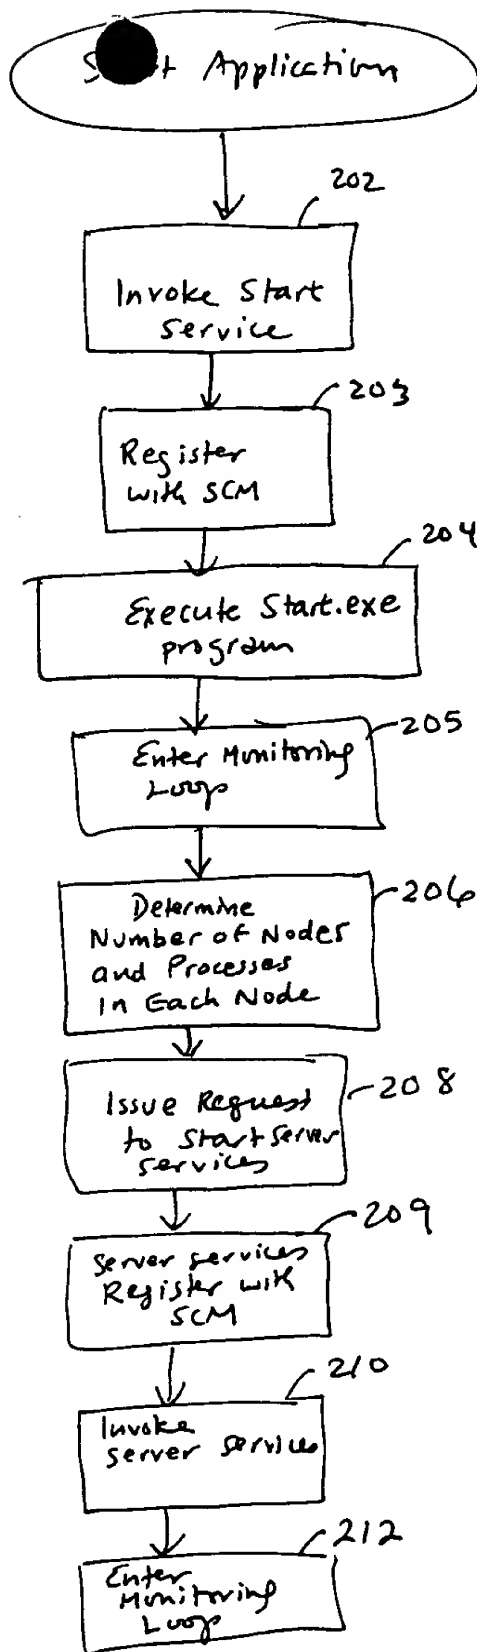 Application
202
Invoke Start
Service
203
Register
with SCM
204
Execute Start.exe
program
205
Enter Monitoring
Loop
206
Determine
Number of Nodes
and Processes
In Each Node
208
Issue Request
to Start Server
Services
209
Server Services
Register with
SCM
210
Invoke
Server Services
212
Enter
Monitoring
Loop